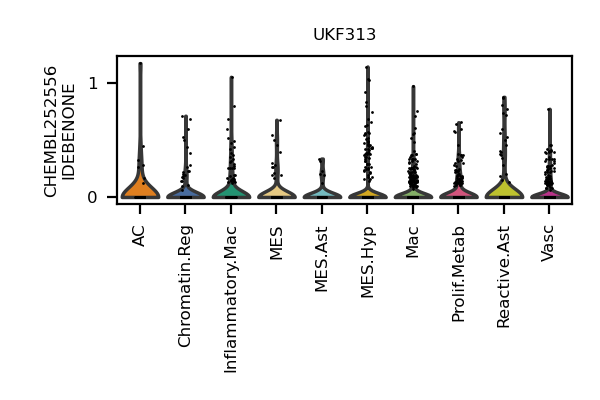 UKF313
CHEMBL252556
IDEBENONE
1
0
AC
Chromatin.Reg
Inflammatory.Mac
MES
MES.Ast
MES.Hyp
Mac
Prolif.Metab
Reactive.Ast
Vasc